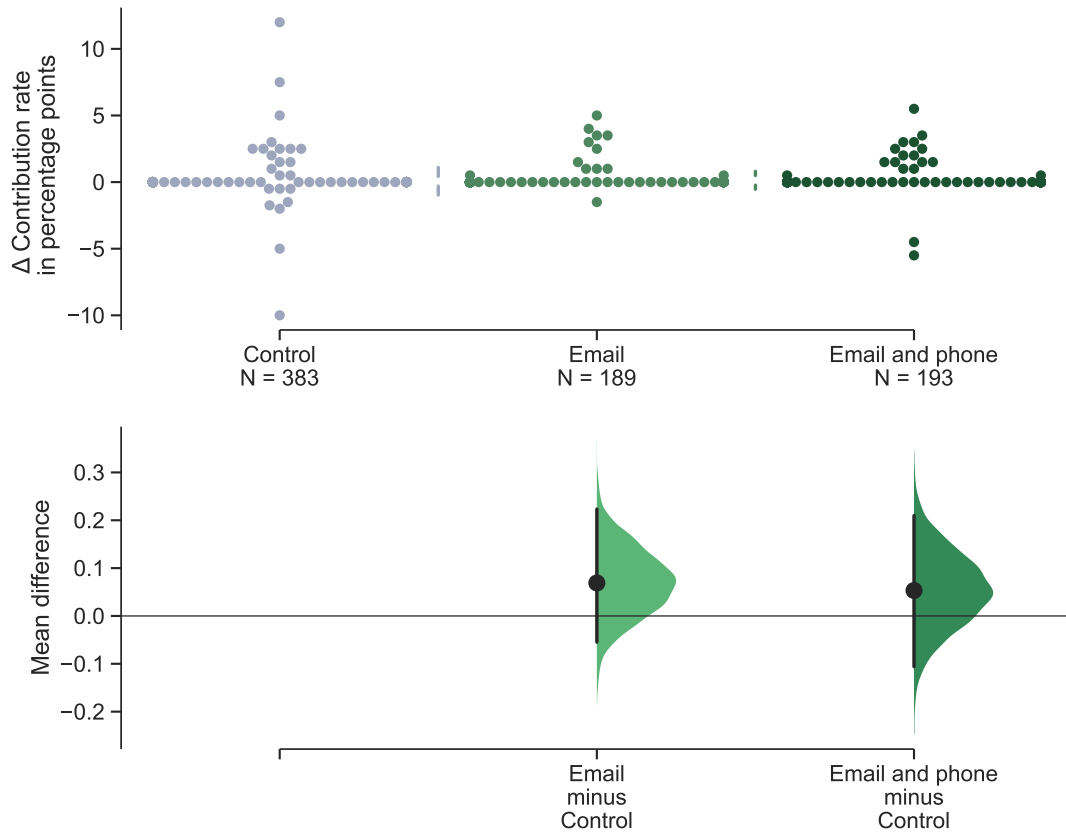 Δ Contribution rate
in percentage points
10
5
0
−5
−10
Control
N = 383
Email
N = 189
Email and phone
N = 193
Mean difference
0.3
0.2
0.1
0.0
−0.1
−0.2
Email
minus
Control
Email and phone
minus
Control